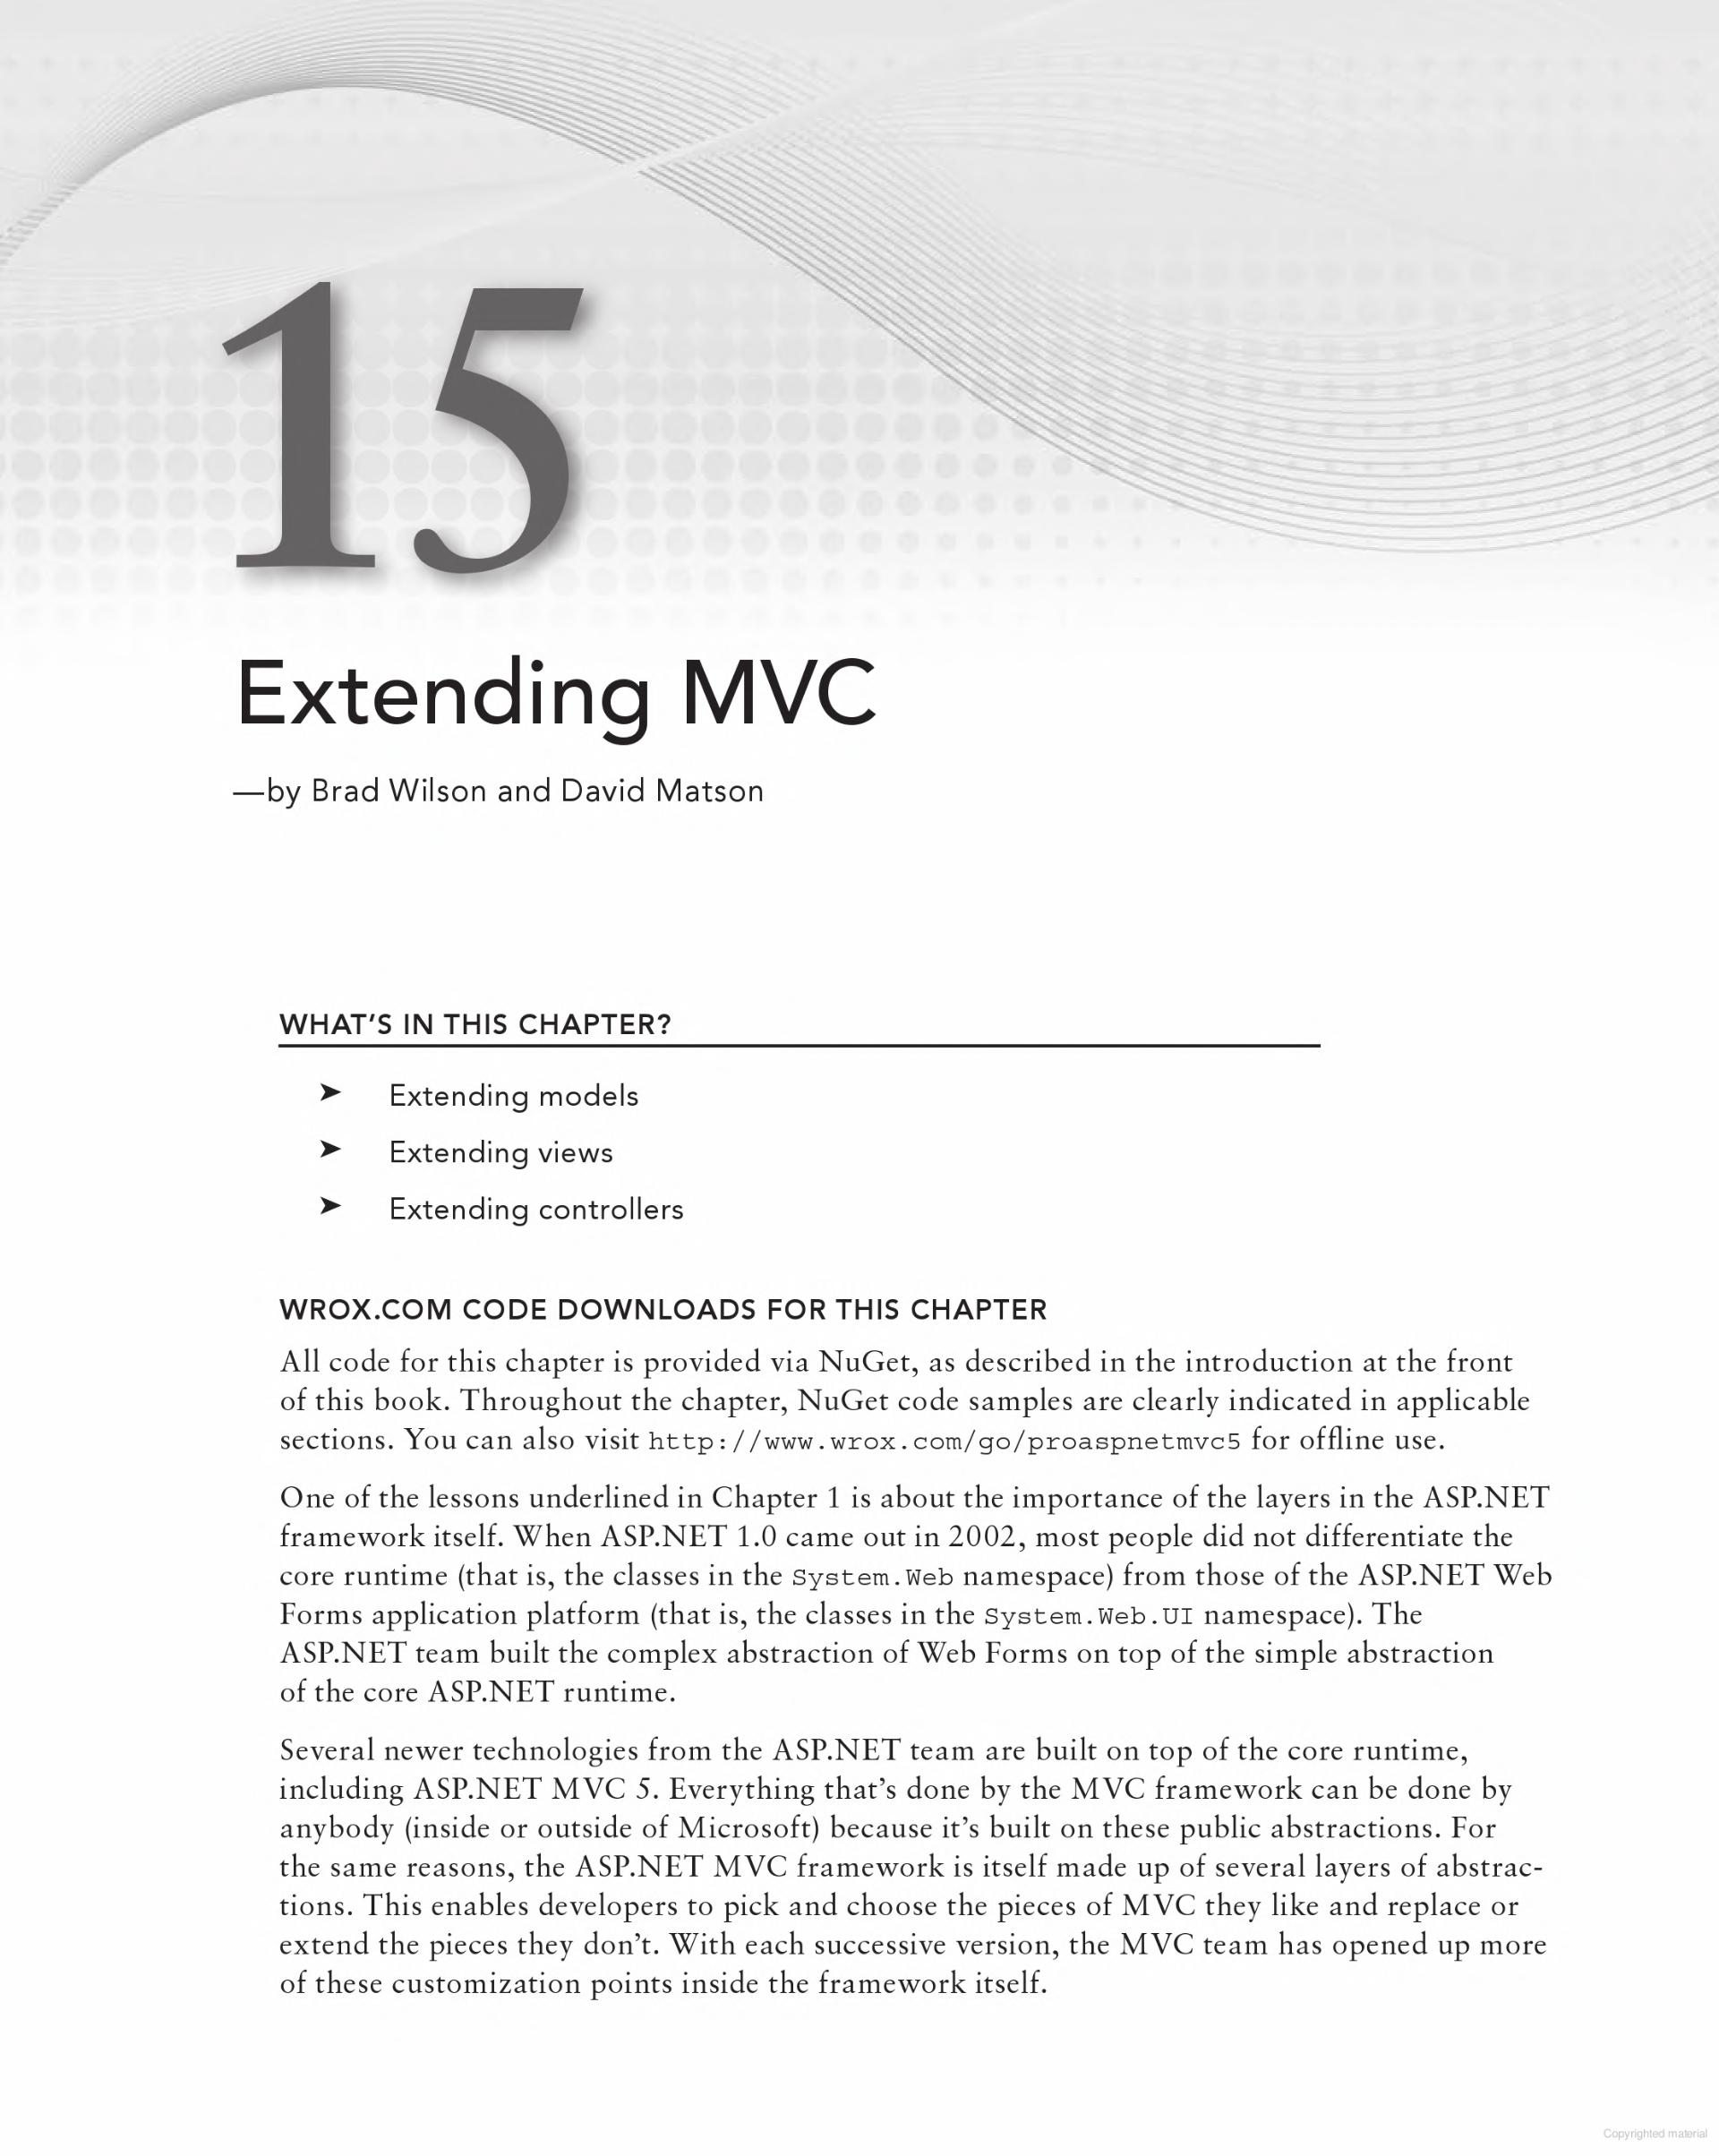 15
Extending MVC
—by Brad Wilson and David Matson
WHAT’S IN THIS CHAPTER?
➤ Extending models
➤ Extending views
➤ Extending controllers
WROX.COM CODE DOWNLOADS FOR THIS CHAPTER
All code for this chapter is provided via NuGet, as described in the introduction at the front
of this book. Throughout the chapter, NuGet code samples are clearly indicated in applicable
sections. You can also visit http://www.wrox.com/go/proaspnetmvc5 for offline use.
One of the lessons underlined in Chapter 1 is about the importance of the layers in the ASP.NET
framework itself. When ASP.NET 1.0 came out in 2002, most people did not differentiate the
core runtime (that is, the classes in the System.Web namespace) from those of the ASP.NET Web
Forms application platform (that is, the classes in the System.Web.UI namespace). The
ASP.NET team built the complex abstraction of Web Forms on top of the simple abstraction
of the core ASP.NET runtime.
Several newer technologies from the ASP.NET team are built on top of the core runtime,
including ASP.NET MVC 5. Everything that’s done by the MVC framework can be done by
anybody (inside or outside of Microsoft) because it’s built on these public abstractions. For
the same reasons, the ASP.NET MVC framework is itself made up of several layers of abstrac-
tions. This enables developers to pick and choose the pieces of MVC they like and replace or
extend the pieces they don’t. With each successive version, the MVC team has opened up more
of these customization points inside the framework itself.
Copyrighted material